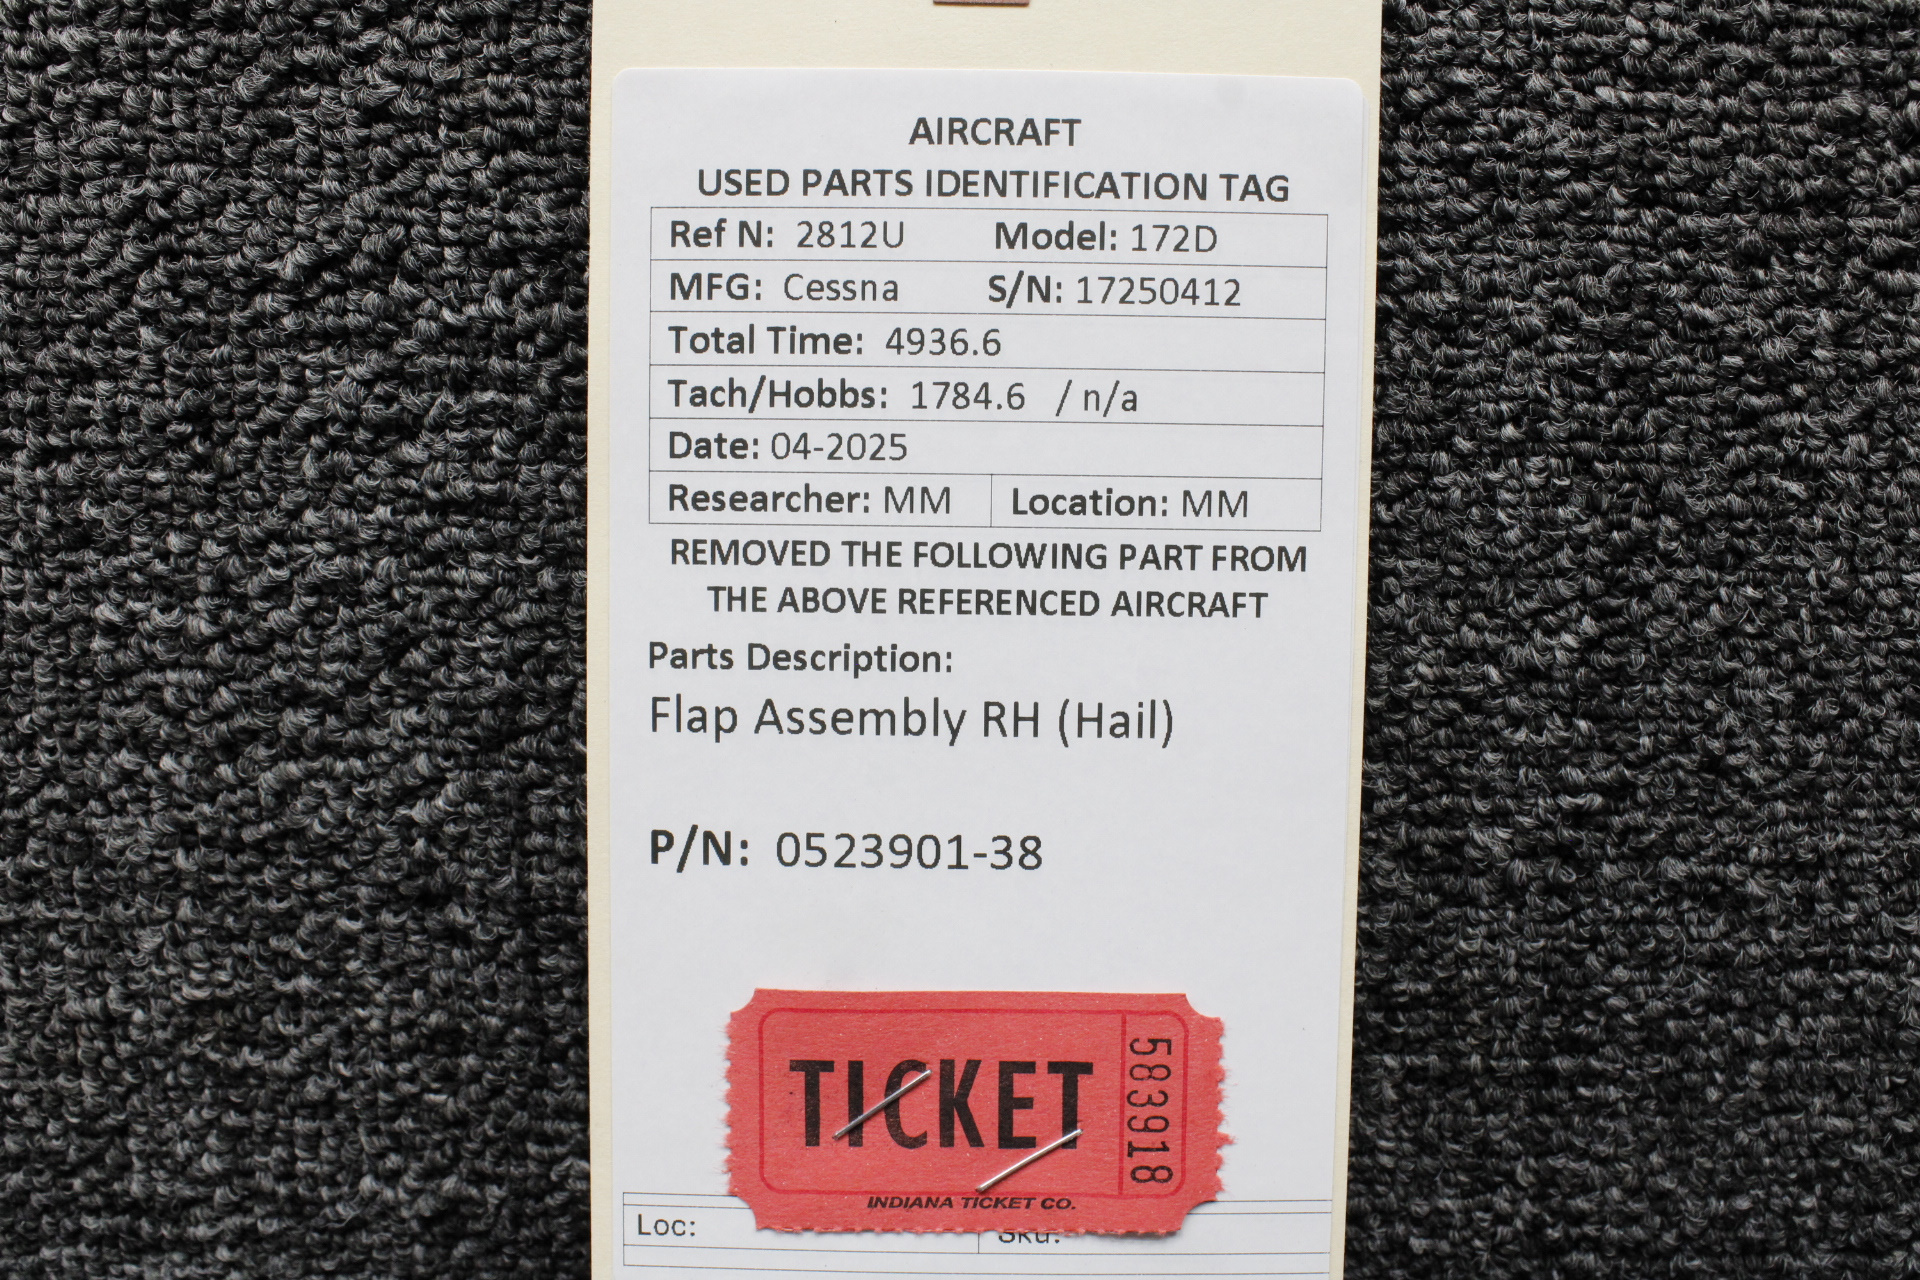 AIRCRAFT
USED PARTS IDENTIFICATION TAG
Ref N: 2812U Model: 172D
MFG: Cessna S/N: 17250412
Total Time: 4936.6
Tach/Hobbs: 1784.6 / n/a
Date: 04-2025
Researcher: MM Location: MM
REMOVED THE FOLLOWING PART FROM
THE ABOVE REFERENCED AIRCRAFT
Parts Description:
Flap Assembly RH (Hail)
P/N: 0523901-38
TICKET
583918
INDIANA TICKET CO.
Loc: Sku: